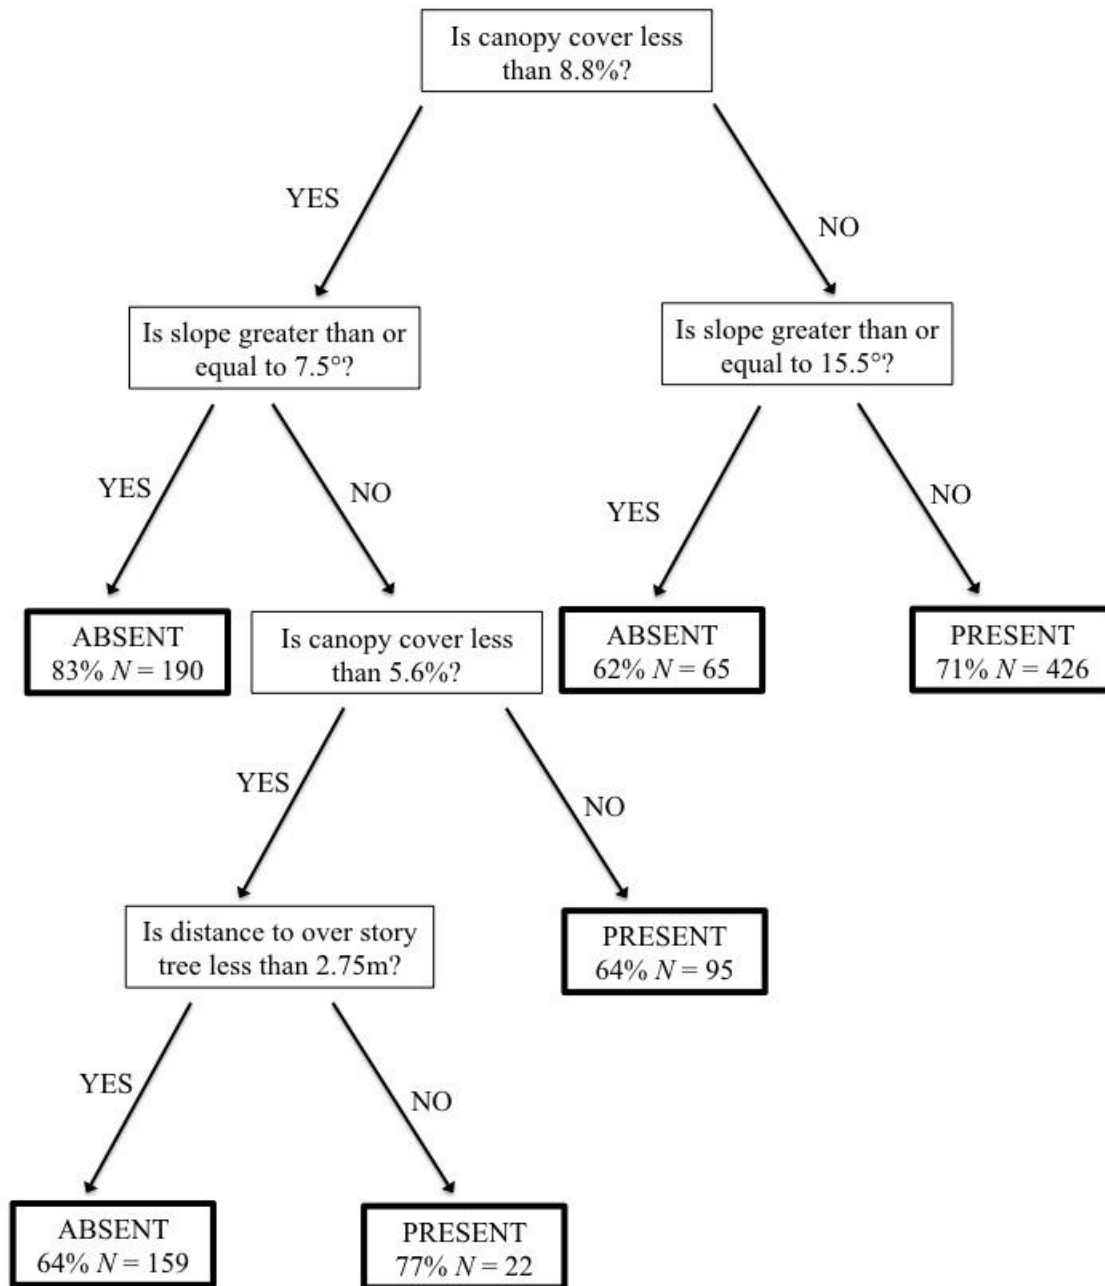 Is canopy cover less
than 8.8%?
YES
NO
Is slope greater than or
equal to 7.5°?
Is slope greater than or
equal to 15.5°?
YES
NO
YES
NO
ABSENT
83% N = 190
Is canopy cover less
than 5.6%?
ABSENT
62% N = 65
PRESENT
71% N = 426
YES
NO
Is distance to over story
tree less than 2.75m?
PRESENT
64% N = 95
YES
NO
ABSENT
64% N = 159
PRESENT
77% N = 22